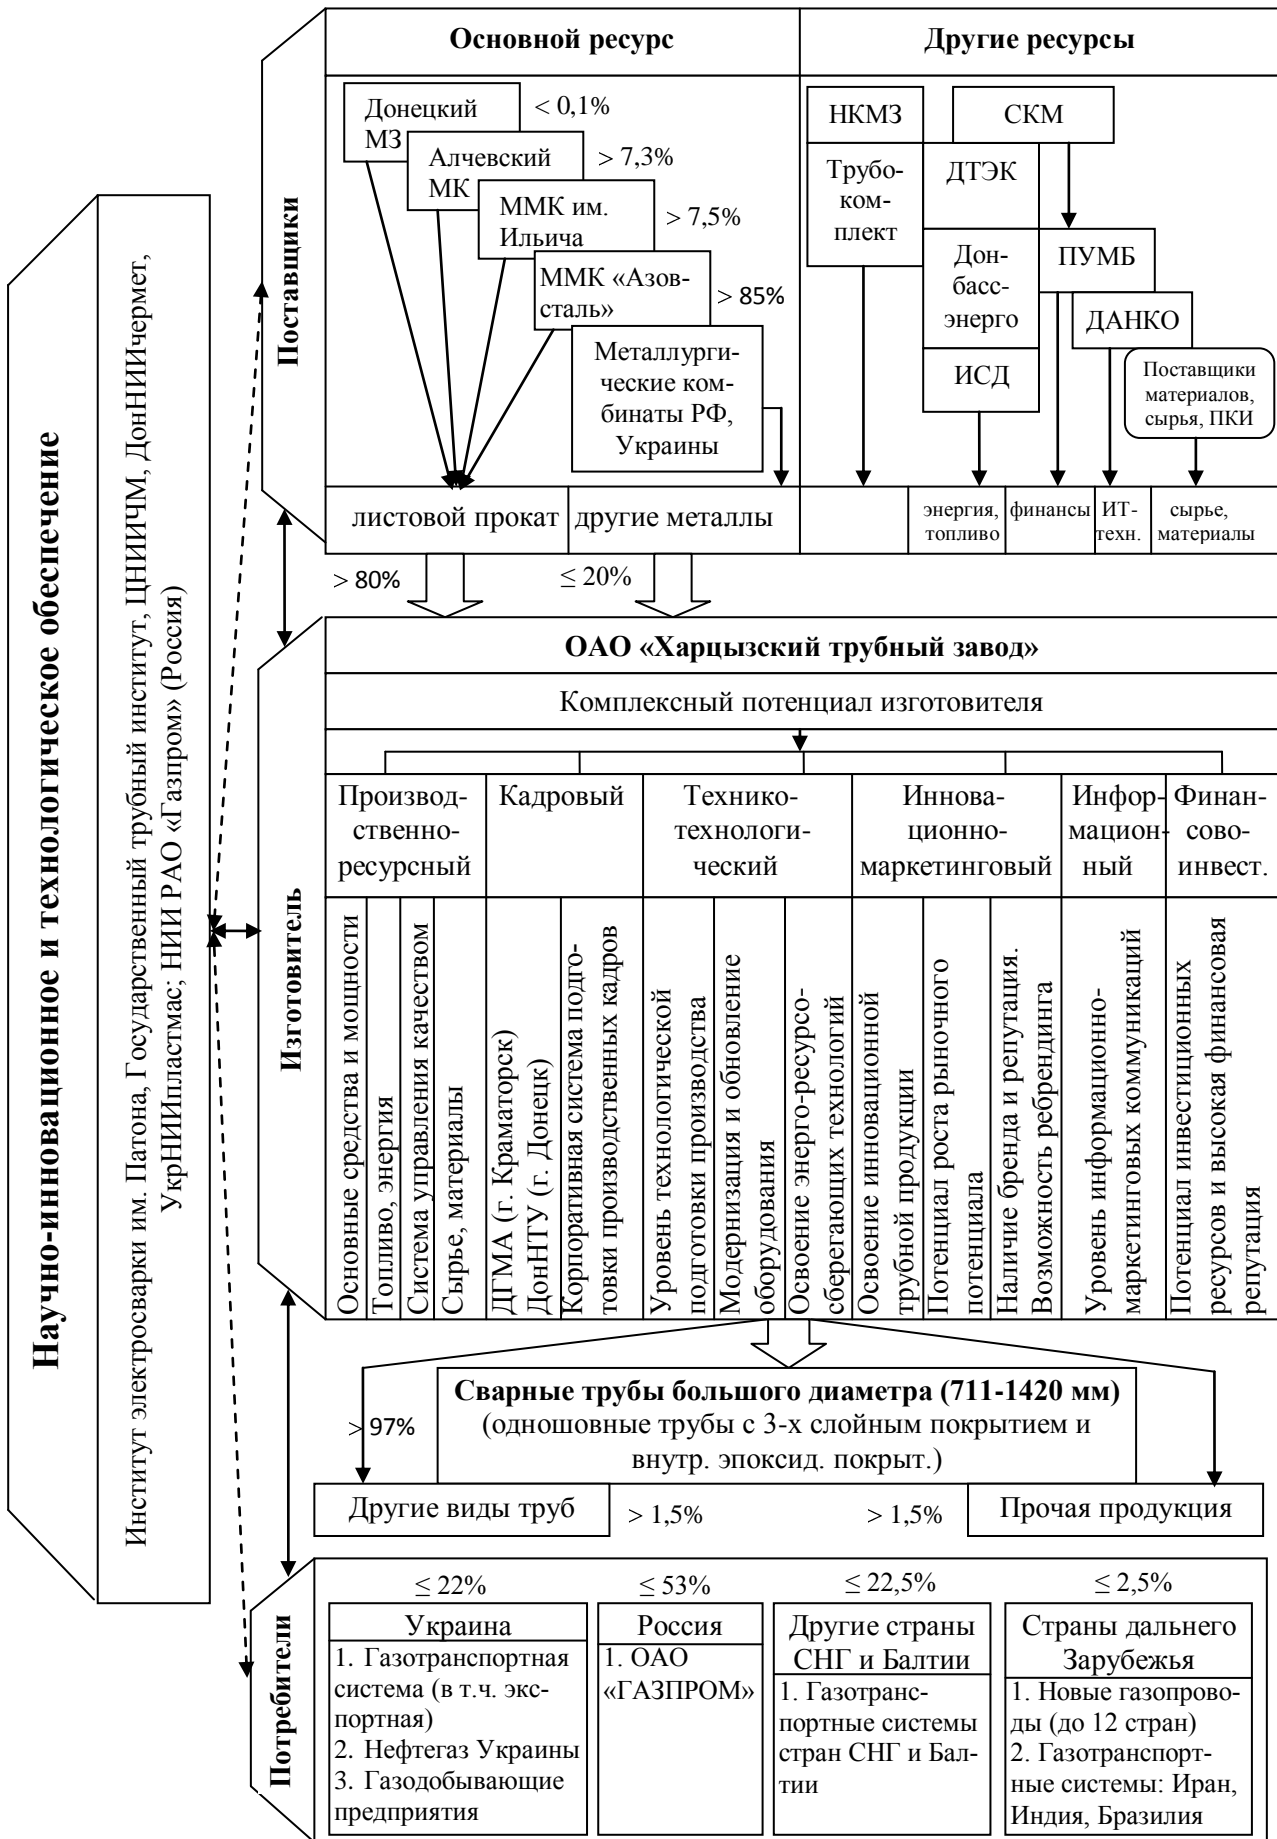 Научно-инновационное и технологическое обеспечение
Институт электросварки им. Патона, Государственный трубный институт, ЦНИИЧМ, ДонНИИчермет,
УкрНИИпластмас; НИИ РАО «Газпром» (Россия)
Поставщики
Основной ресурс
Другие ресурсы
Донецкий
МЗ
< 0,1%
Алчевский
МК
> 7,3%
ММК им.
Ильича
> 7,5%
ММК «Азов-
сталь»
> 85%
Металлурги-
ческие ком-
бинаты РФ,
Украины
НКМЗ
Трубо-
ком-
плект
СКМ
ДТЭК
Дон-
басс-
энерго
ИСД
ПУМБ
ДАНКО
Поставщики
материалов,
сырья, ПКИ
листовой прокат
другие металлы
энергия,
топливо
финансы
ИТ-
техн.
сырье,
материалы
> 80%
≤ 20%
Изготовитель
ОАО «Харцызский трубный завод»
Комплексный потенциал изготовителя
Производ-
ственно-
ресурсный
Кадровый
Технико-
технологи-
ческий
Иннова-
ционно-
маркетинговый
Инфор-
мацион-
ный
Финан-
сово-
инвест.
Основные средства и мощности
Топливо, энергия
Система управления качеством
Сырье, материалы
ДГМА (г. Краматорск)
ДонНТУ (г. Донецк)
Корпоративная система подго-
товки производственных кадров
Уровень технологической
подготовки производства
Модернизация и обновление
оборудования
Освоение энерго-ресурсо-
сберегающих технологий
Освоение инновационной
трубной продукции
Потенциал роста рыночного
потенциала
Наличие бренда и репутация.
Возможность ребрендинга
Уровень информационно-
маркетинговых коммуникаций
Потенциал инвестиционных
ресурсов и высокая финансовая
репутация
Сварные трубы большого диаметра (711-1420 мм)
(одношовные трубы с 3-х слойным покрытием и
внутр. эпоксид. покрыт.)
> 97%
Другие виды труб
> 1,5%
> 1,5%
Прочая продукция
Потребители
≤ 22%
≤ 53%
≤ 22,5%
≤ 2,5%
Украина
1. Газотранспортная
система (в т.ч. экс-
портная)
2. Нефтегаз Украины
3. Газодобывающие
предприятия
Россия
1. ОАО
«ГАЗПРОМ»
Другие страны
СНГ и Балтии
1. Газотранс-
портные системы
стран СНГ и Бал-
тии
Страны дальнего
Зарубежья
1. Новые газопрово-
ды (до 12 стран)
2. Газотранспорт-
ные системы: Иран,
Индия, Бразилия